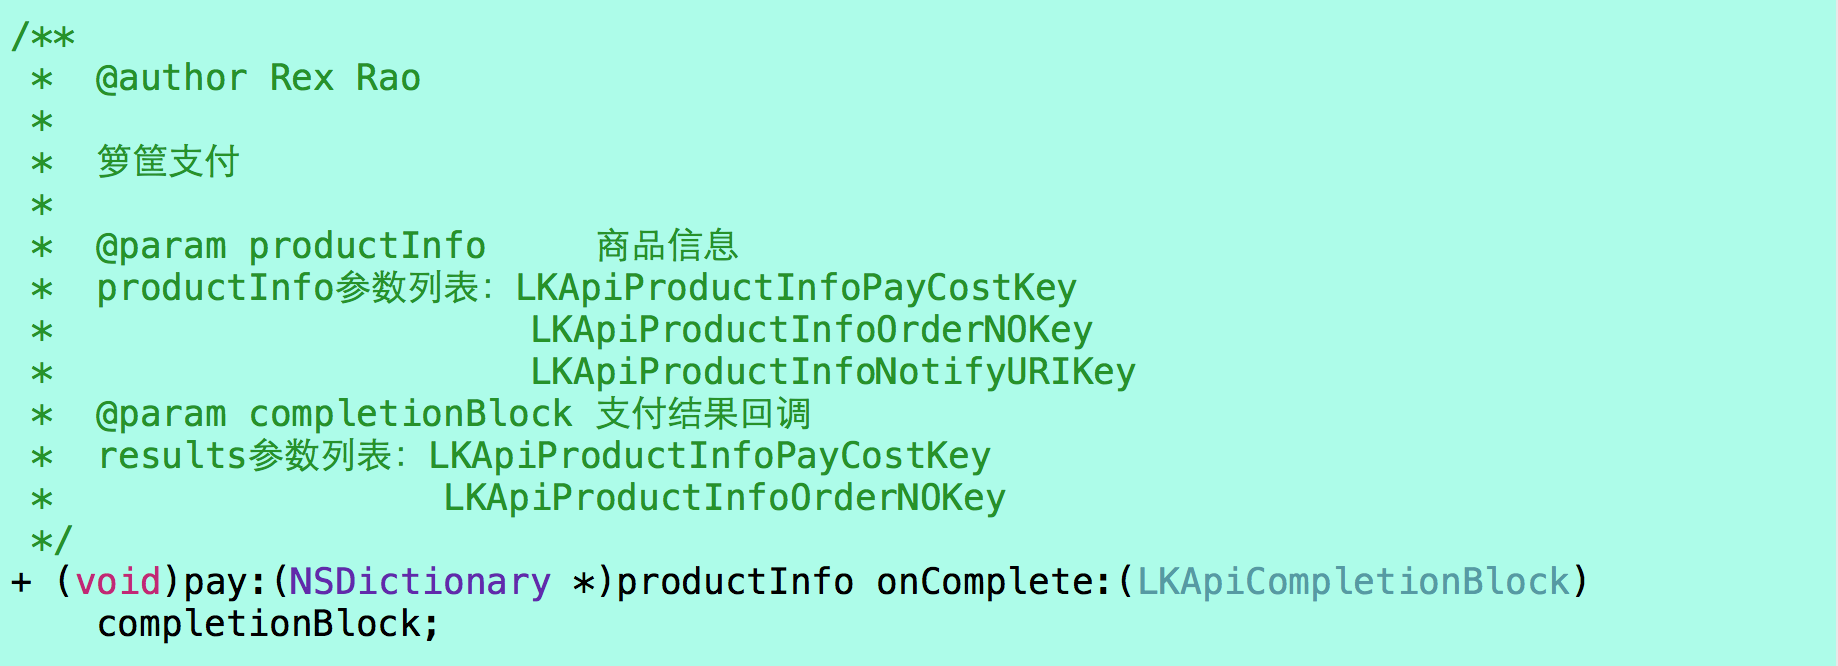 /**
 *  @author Rex Rao
 *
 *  箩筐支付
 *
 *  @param productInfo     商品信息
 *  productInfo参数列表：LKApiProductInfoPayCostKey
 *                      LKApiProductInfoOrderNOKey
 *                      LKApiProductInfoNotifyURIKey
 *  @param completionBlock 支付结果回调
 *  results参数列表：LKApiProductInfoPayCostKey
 *                  LKApiProductInfoOrderNOKey
 */
+ (void)pay:(NSDictionary *)productInfo onComplete:(LKApiCompletionBlock)
    completionBlock;